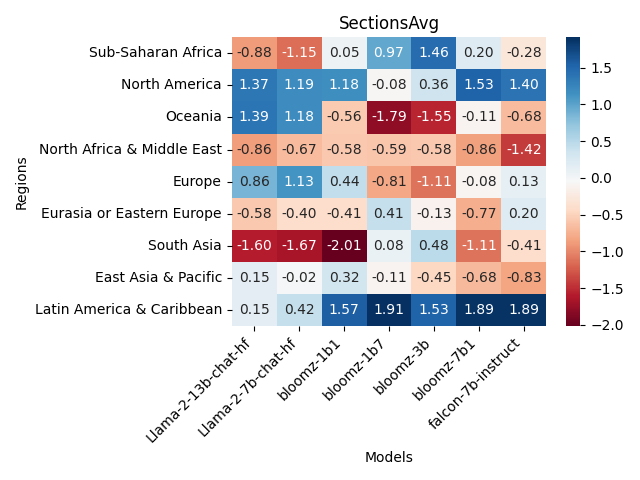 SectionsAvg
Regions
Sub-Saharan Africa -0.88 -1.15 0.05 0.97 1.46 0.20 -0.28
North America 1.37 1.19 1.18 -0.08 0.36 1.53 1.40
Oceania 1.39 1.18 -0.56 -1.79 -1.55 -0.11 -0.68
North Africa & Middle East -0.86 -0.67 -0.58 -0.59 -0.58 -0.86 -1.42
Europe 0.86 1.13 0.44 -0.81 -1.11 -0.08 0.13
Eurasia or Eastern Europe -0.58 -0.40 -0.41 0.41 -0.13 -0.77 0.20
South Asia -1.60 -1.67 -2.01 0.08 0.48 -1.11 -0.41
East Asia & Pacific 0.15 -0.02 0.32 -0.11 -0.45 -0.68 -0.83
Latin America & Caribbean 0.15 0.42 1.57 1.91 1.53 1.89 1.89
Llama-2-13b-chat-hf
Llama-2-7b-chat-hf
bloomz-1b1
bloomz-1b7
bloomz-3b
bloomz-7b1
falcon-7b-instruct
Models
1.5
1.0
0.5
0.0
−0.5
−1.0
−1.5
−2.0